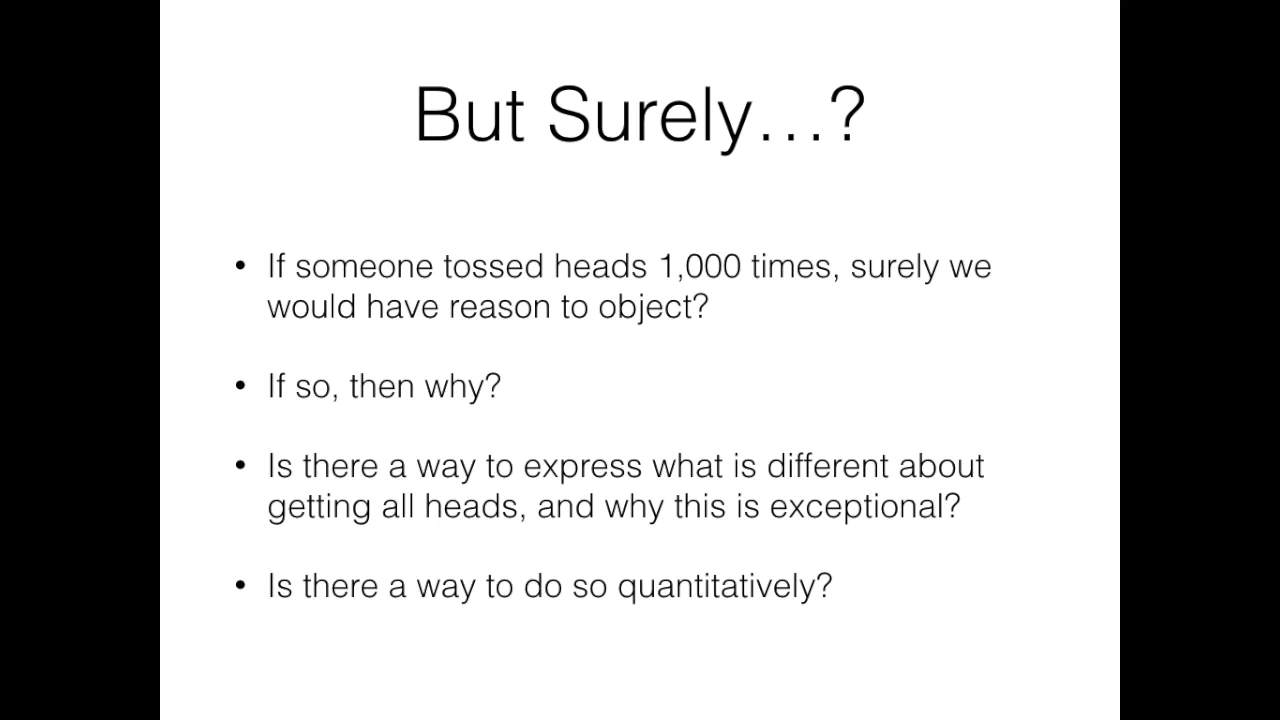 But Surely…?
• If someone tossed heads 1,000 times, surely we
would have reason to object?
• If so, then why?
• Is there a way to express what is different about
getting all heads, and why this is exceptional?
• Is there a way to do so quantitatively?